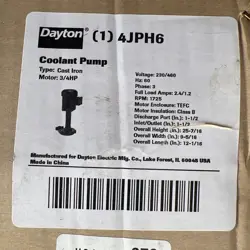 Dayton (1) 4JPH6
Coolant Pump
Type: Cast Iron
Motor: 3/4HP
Voltage: 230/460
Hz: 60
Phase: 3
Full Load Amps: 2.4/1.2
RPM: 1725
Motor Enclosure: TEFC
Motor Insulation: Class B
Discharge Port (In.): 1-1/2
Inlet/Outlet (In.): 1-1/2
Overall Height (In.): 25-7/16
Overall Width (In.): 9-5/16
Overall Length (In.): 12-1/16
Manufactured for Dayton Electric Mfg. Co., Lake Forest, IL 60045 USA
Made in China